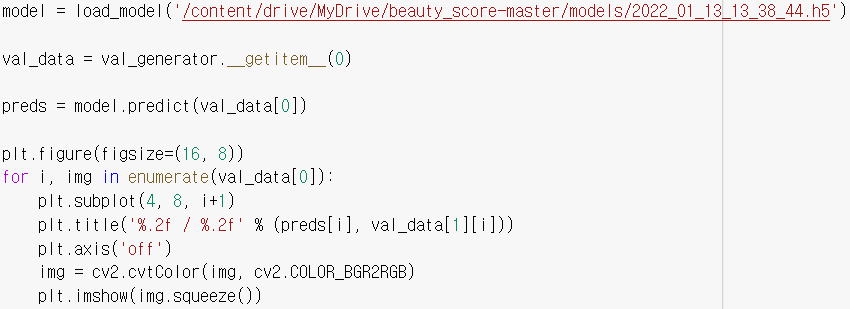 model = load_model('/content/drive/MyDrive/beauty_score-master/models/2022_01_13_13_38_44.h5')
val_data = val_generator.__getitem__(0)
preds = model.predict(val_data[0])
plt.figure(figsize=(16, 8))
for i, img in enumerate(val_data[0]):
    plt.subplot(4, 8, i+1)
    plt.title('%.2f / %.2f' % (preds[i], val_data[1][i]))
    plt.axis('off')
    img = cv2.cvtColor(img, cv2.COLOR_BGR2RGB)
    plt.imshow(img.squeeze())